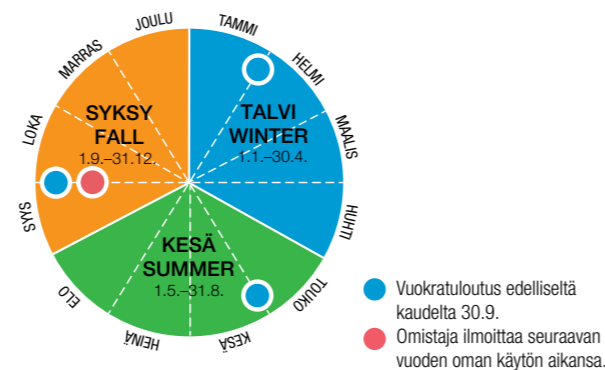 TAMMI
HELMI
MAALIS
HUHTI
TOUKO
KESÄ
HEINÄ
ELO
SYYS
LOKA
MARRAS
JOULU
SYKSY
FALL
1.9.–31.12.
TALVI
WINTER
1.1.–30.4.
KESÄ
SUMMER
1.5.–31.8.
Vuokratuloutus edelliseltä
kaudelta 30.9.
Omistaja ilmoittaa seuraavan
vuoden oman käytön aikansa.